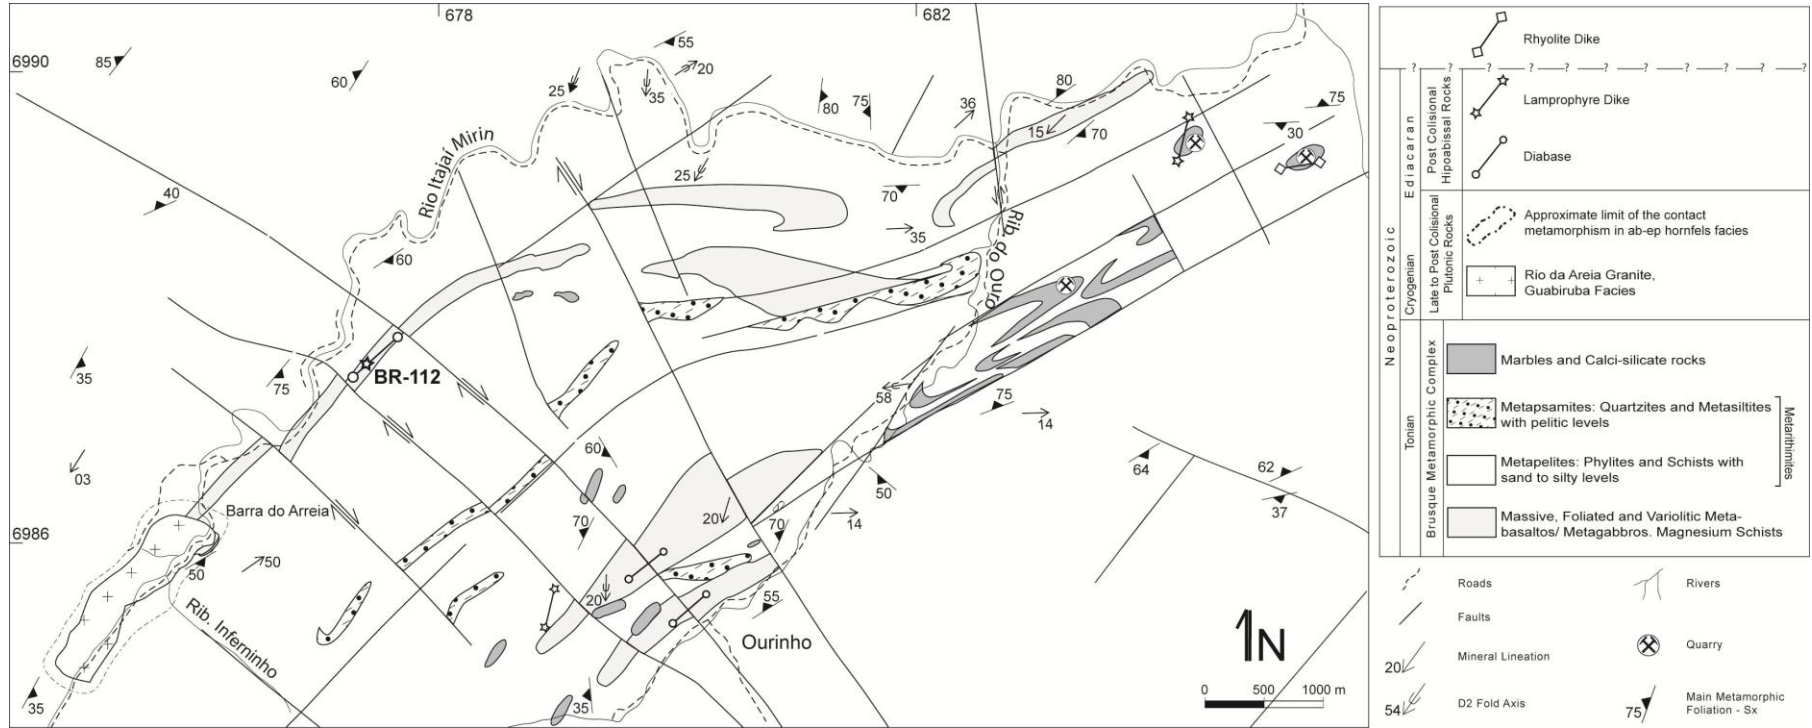 678
682
6990
85
60
55
20
25
35
80
75
36
80
15
70
75
30
Rio Itajaí Mirin
25
40
70
35
60
Rib. do Ouro
BR-112
35
75
58
75
14
03
60
64
62
37
50
Barra do Arreia
20
70
14
70
6986
50
750
20
55
Rib. Inferninho
Ourinho
N
35
35
0 500 1000 m
Rhyolite Dike
? ? ? ? ? ? ? ? ? ? ?
Neoproterozoic
Ediacaran
Post Colisional
Hipoabissal Rocks
Lamprophyre Dike
Diabase
Cryogenian
Late to Post Colisional
Plutonic Rocks
Approximate limit of the contact
metamorphism in ab-ep hornfels facies
Rio da Areia Granite,
Guabiruba Facies
Tonian
Brusque Metamorphic Complex
Marbles and Calci-silicate rocks
Metapsamites: Quartzites and Metasiltites
with pelitic levels
Metapelites: Phylites and Schists with
sand to silty levels
Metarithimites
Massive, Foliated and Variolitic Meta-
basaltos/ Metagabbros. Magnesium Schists
Roads
Rivers
Faults
Quarry
20
Mineral Lineation
54
D2 Fold Axis
75
Main Metamorphic
Foliation - Sx